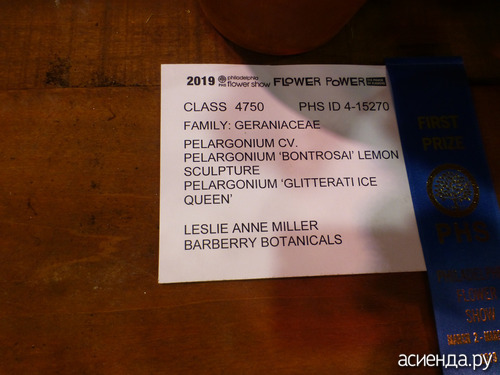 2019 PHS philadelphia flower show FLOWER POWER
CLASS 4750 PHS ID 4-15270
FAMILY: GERANIACEAE
PELARGONIUM CV.
PELARGONIUM 'BONTROSAI' LEMON
SCULPTURE
PELARGONIUM 'GLITTERATI ICE
QUEEN'
LESLIE ANNE MILLER
BARBERRY BOTANICALS
FIRST
PRIZE
PHS
FLOWER
SHOW
асиенда.ру